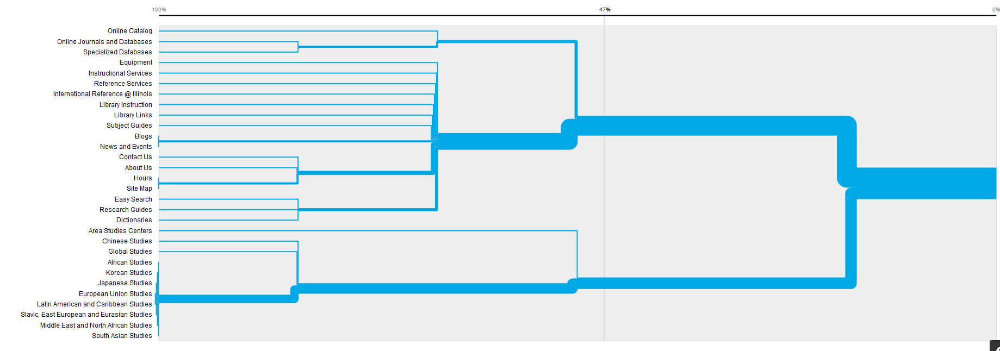 100% 47% 0%
Online Catalog
Online Journals and Databases
Specialized Databases
Equipment
Instructional Services
Reference Services
International Reference @ Illinois
Library Instruction
Library Links
Subject Guides
Blogs
News and Events
Contact Us
About Us
Hours
Site Map
Easy Search
Research Guides
Dictionaries
Area Studies Centers
Chinese Studies
Global Studies
African Studies
Korean Studies
Japanese Studies
European Union Studies
Latin American and Caribbean Studies
Slavic, East European and Eurasian Studies
Middle East and North African Studies
South Asian Studies